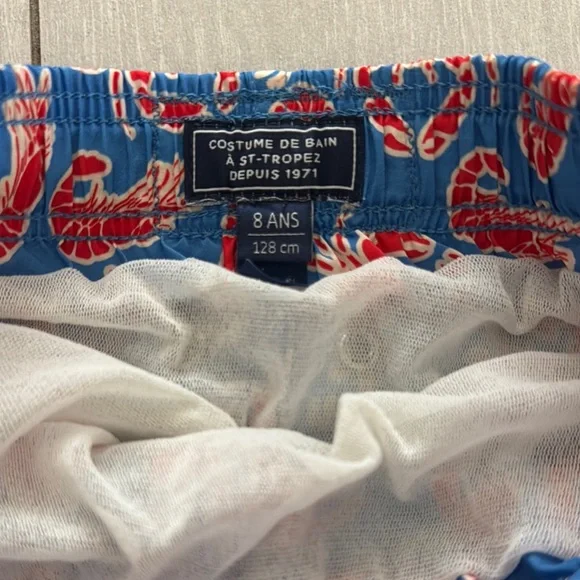 COSTUME DE BAIN
À ST-TROPEZ
DEPUIS 1971
8 ANS
128 cm